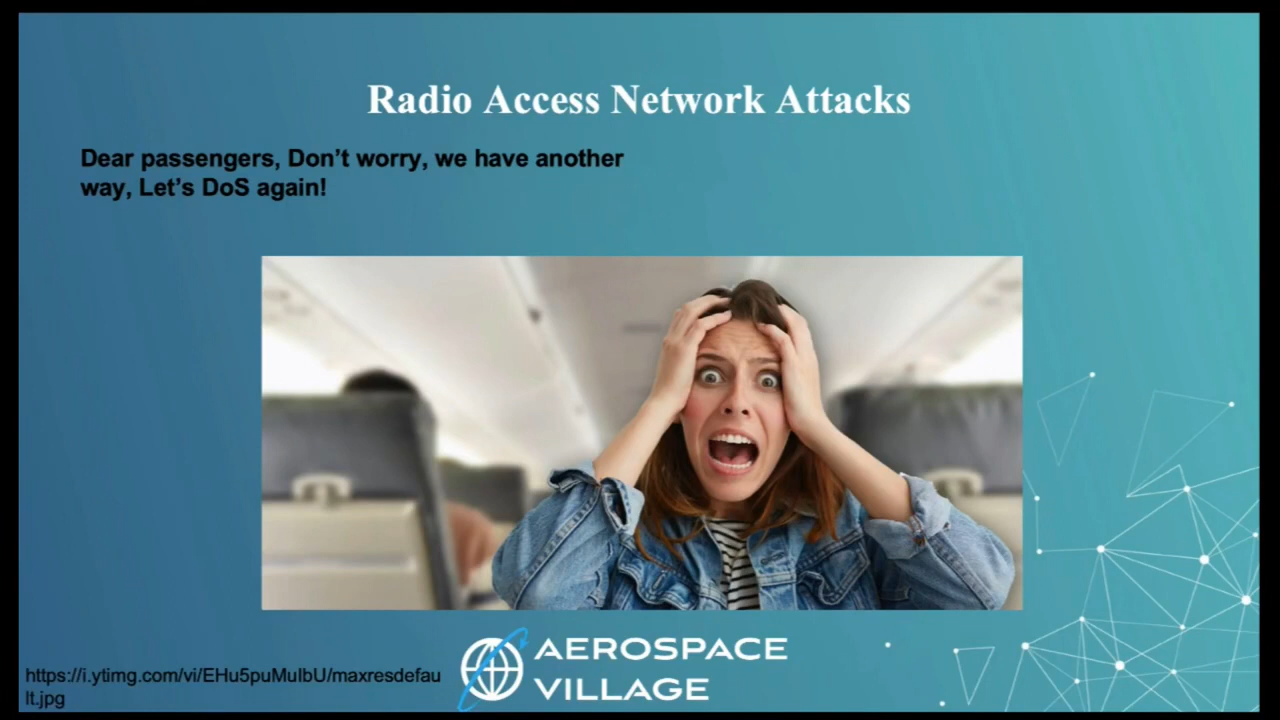 Radio Access Network Attacks
Dear passengers, Don't worry, we have another
way, Let's DoS again!
AEROSPACE
VILLAGE
https://i.ytimg.com/vi/EHu5puMulbU/maxresdefau
lt.jpg